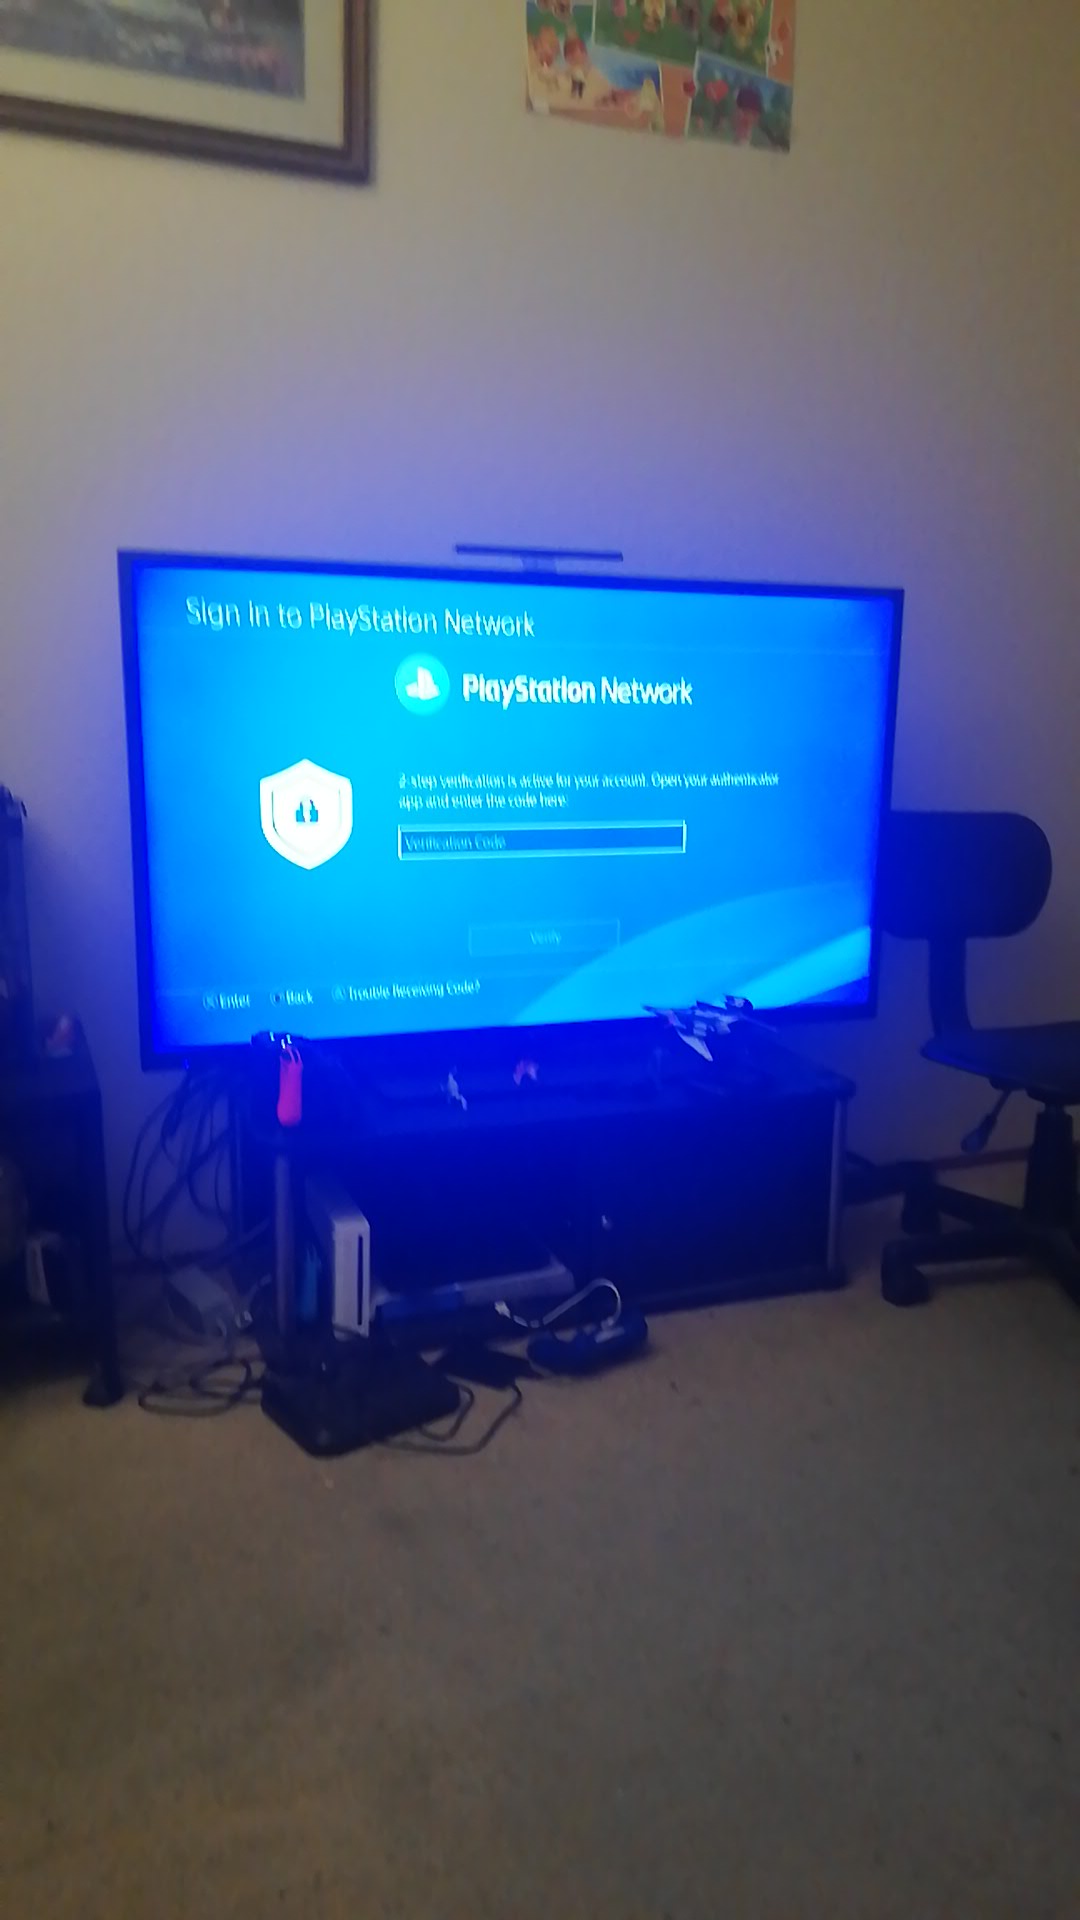 Sign In to PlayStation Network
PlayStation Network
2-step verification is active for your account. Open your authenticator
app and enter the code here:
Verification Code
Verify
Enter Back Trouble Receiving Code?